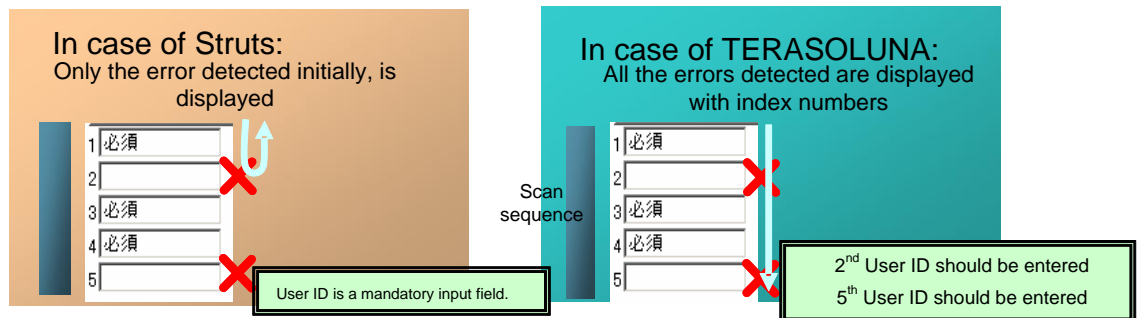 In case of Struts:
Only the error detected initially, is
displayed
1 必須
2
3 必須
4 必須
5
User ID is a mandatory input field.
In case of TERASOLUNA:
All the errors detected are displayed
with index numbers
Scan
sequence
1 必須
2
3 必須
4 必須
5
2nd User ID should be entered
5th User ID should be entered